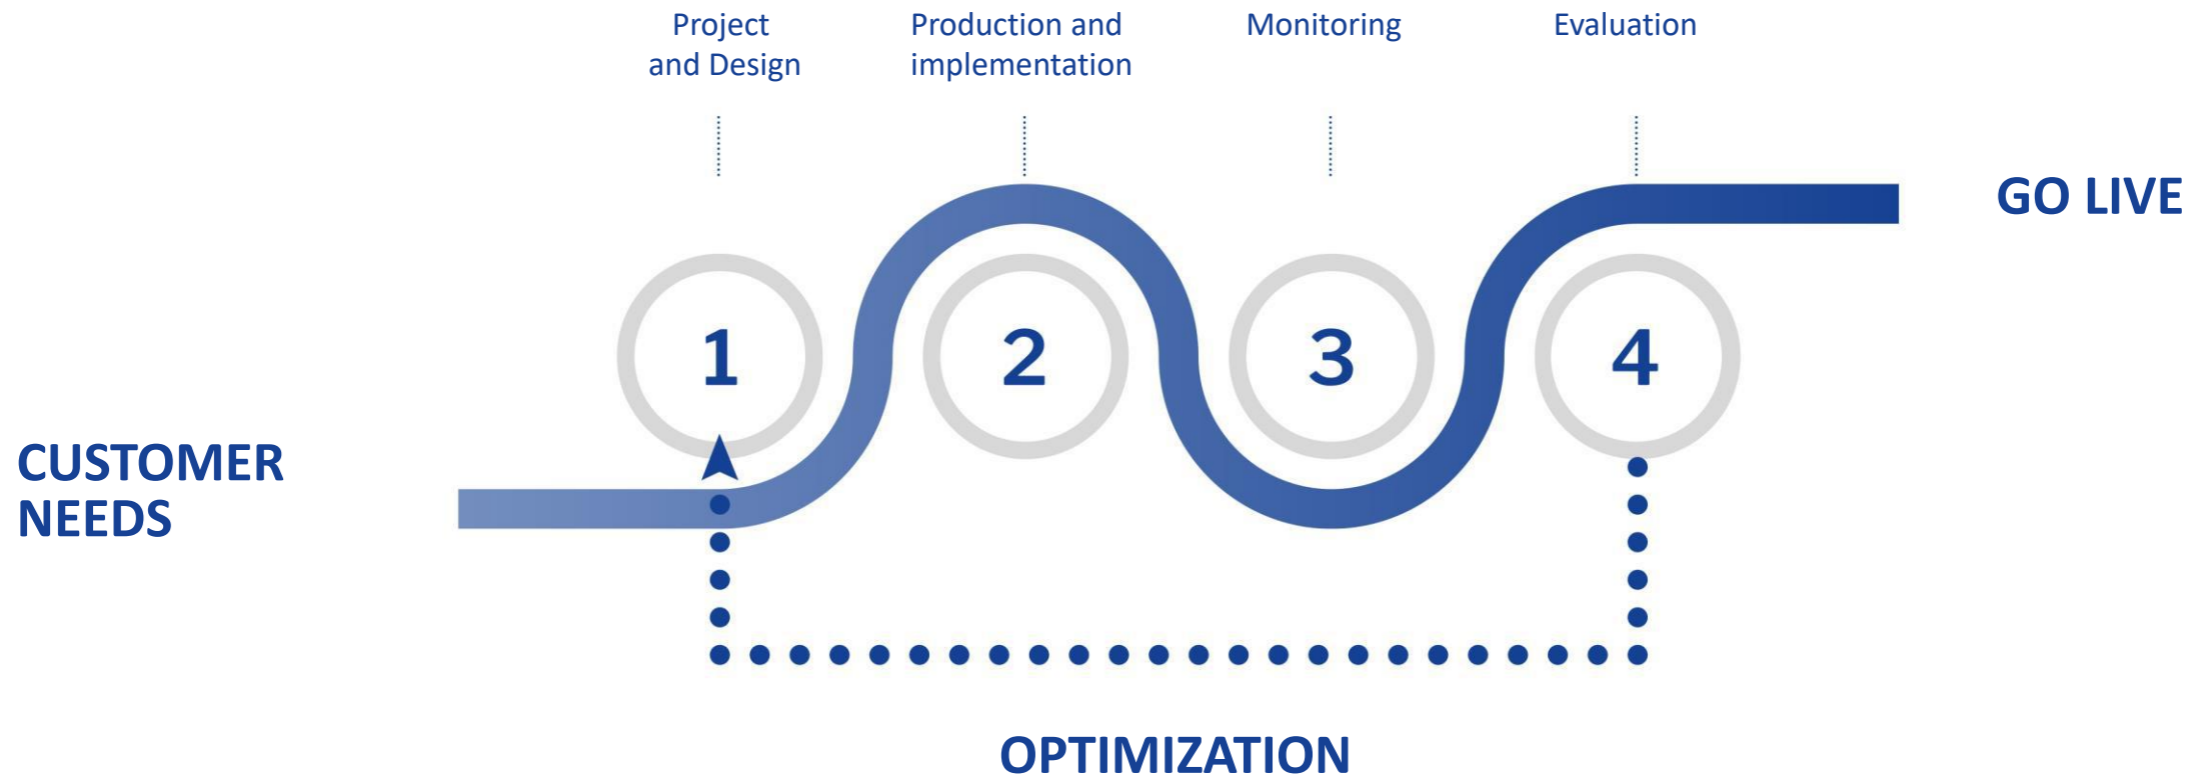 Project
and Design
Production and
implementation
Monitoring
Evaluation
GO LIVE
1
2
3
4
CUSTOMER
NEEDS
OPTIMIZATION